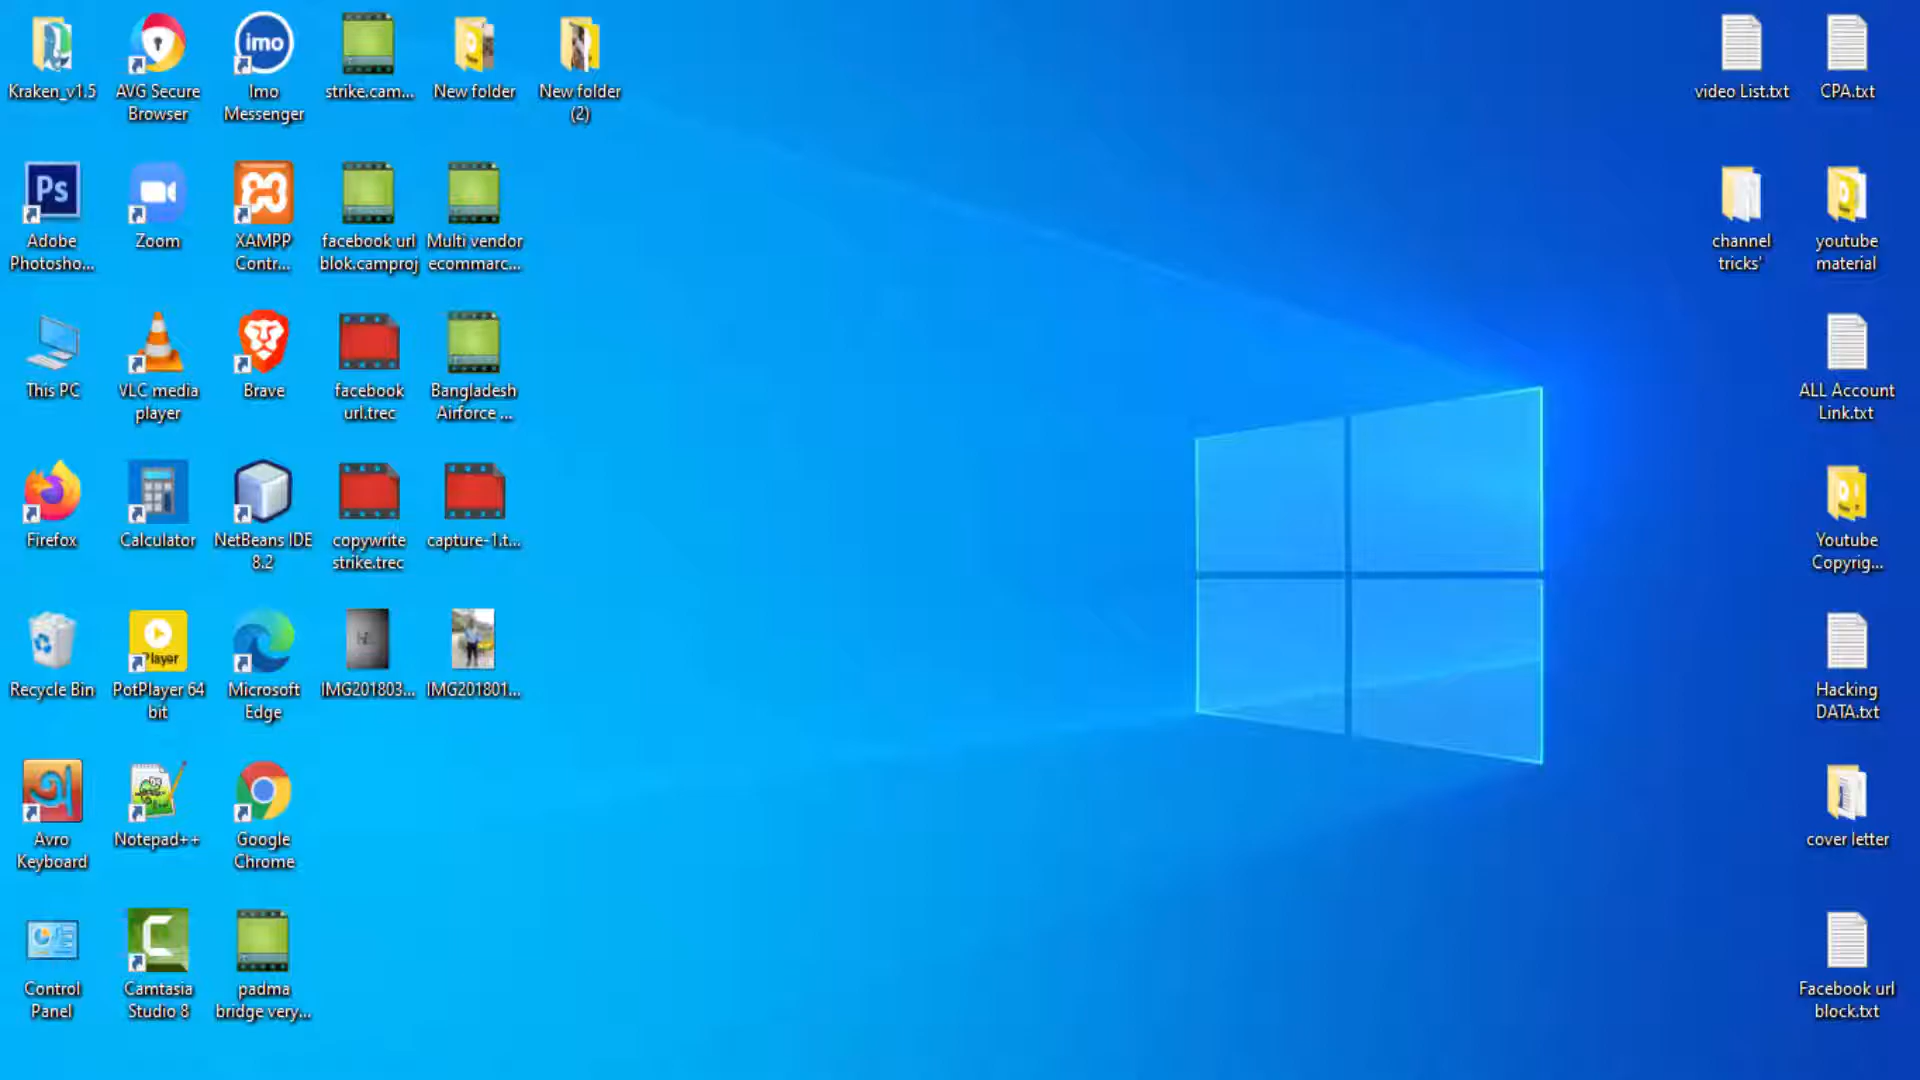 Kraken_v1.5
AVG Secure
Browser
imo
Imo
Messenger
strike.cam...
New folder
New folder
(2)
video List.txt
CPA.txt
Ps
Adobe
Photosho...
Zoom
XAMPP
Contr...
facebook url
blok.camproj
Multi vendor
ecommarc...
channel
tricks'
youtube
material
This PC
VLC media
player
Brave
facebook
url.trec
Bangladesh
Airforce ...
ALL Account
Link.txt
Firefox
Calculator
NetBeans IDE
8.2
copywrite
strike.trec
capture-1.t...
Youtube
Copyrig...
Recycle Bin
Player
PotPlayer 64
bit
Microsoft
Edge
IMG201803...
IMG201801...
Hacking
DATA.txt
অ
Avro
Keyboard
Notepad++
Google
Chrome
cover letter
Control
Panel
C
Camtasia
Studio 8
padma
bridge very...
Facebook url
block.txt